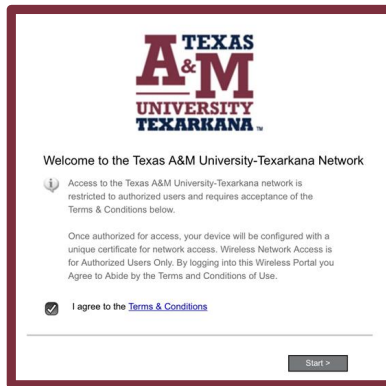 TEXAS
A&M
UNIVERSITY
TEXARKANA TM
Welcome to the Texas A&M University-Texarkana Network
Access to the Texas A&M University-Texarkana network is
restricted to authorized users and requires acceptance of the
Terms & Conditions below.
Once authorized for access, your device will be configured with a
unique certificate for network access. Wireless Network Access is
for Authorized Users Only. By logging into this Wireless Portal you
Agree to Abide by the Terms and Conditions of Use.
I agree to the Terms & Conditions
Start >